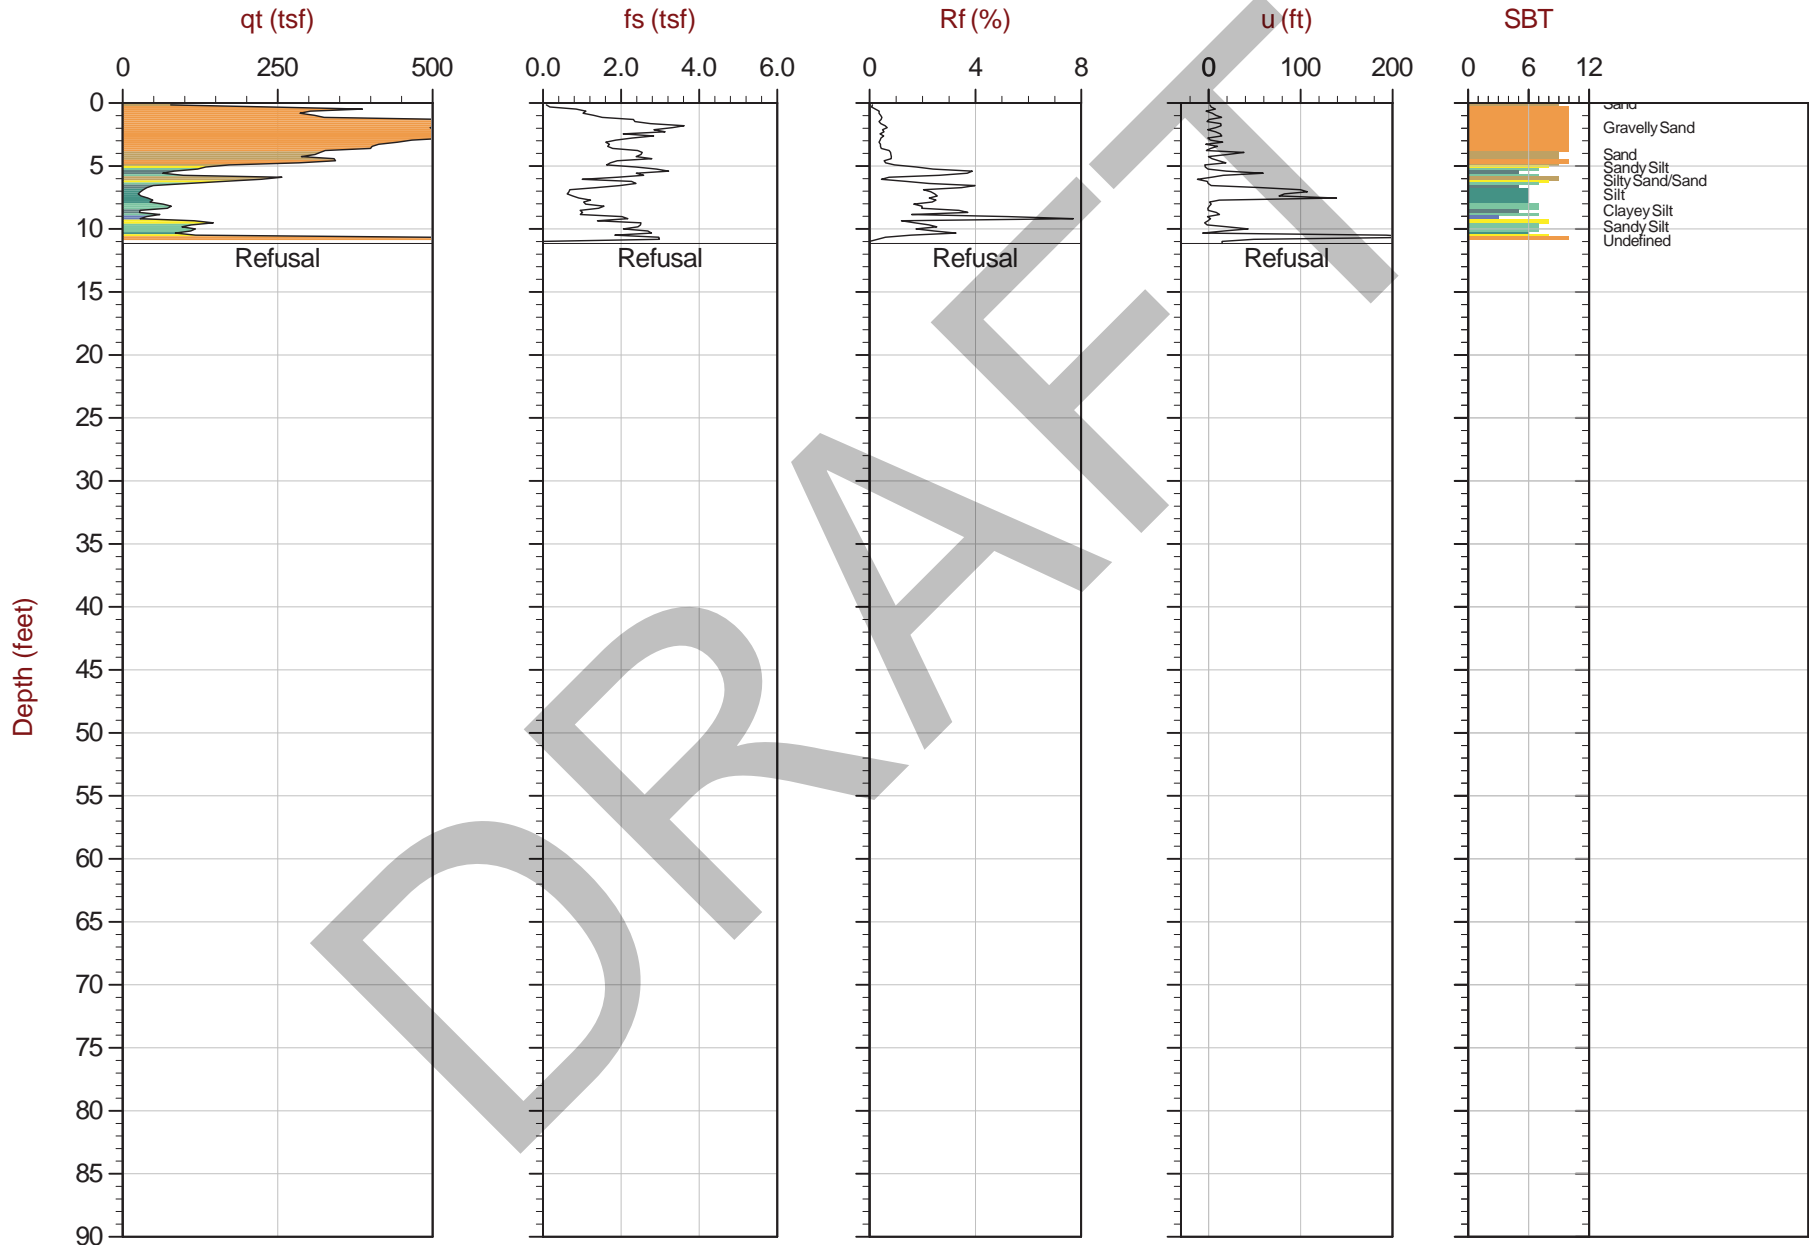 qt (tsf) fs (tsf) Rf (%) u (ft) SBT
0 250 500 0.0 2.0 4.0 6.0 0 4 8 0 100 200 0 6 12
0
5
10
15
20
25
30
35
40
45
50
55
60
65
70
75
80
85
90
Depth (feet)
Refusal Refusal Refusal Refusal
Sand
Gravelly Sand
Sand
Sandy Silt
Silty Sand/Sand
Silt
Clayey Silt
Sandy Silt
Undefined
DRAFT